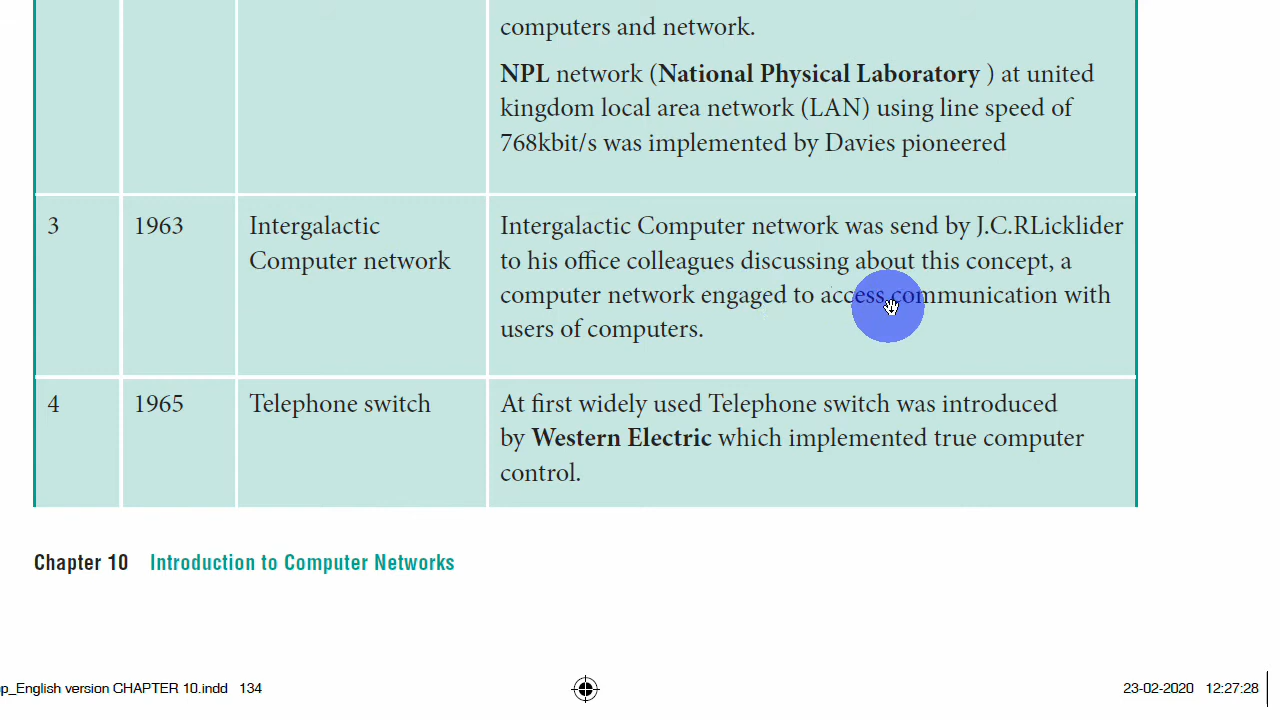 computers and network.
NPL network (National Physical Laboratory ) at united
kingdom local area network (LAN) using line speed of
768kbit/s was implemented by Davies pioneered
3
1963
Intergalactic
Computer network
Intergalactic Computer network was send by J.C.RLicklider
to his office colleagues discussing about this concept, a
computer network engaged to access communication with
users of computers.
4
1965
Telephone switch
At first widely used Telephone switch was introduced
by Western Electric which implemented true computer
control.
Chapter 10 Introduction to Computer Networks
p_English version CHAPTER 10.indd 134
23-02-2020 12:27:28